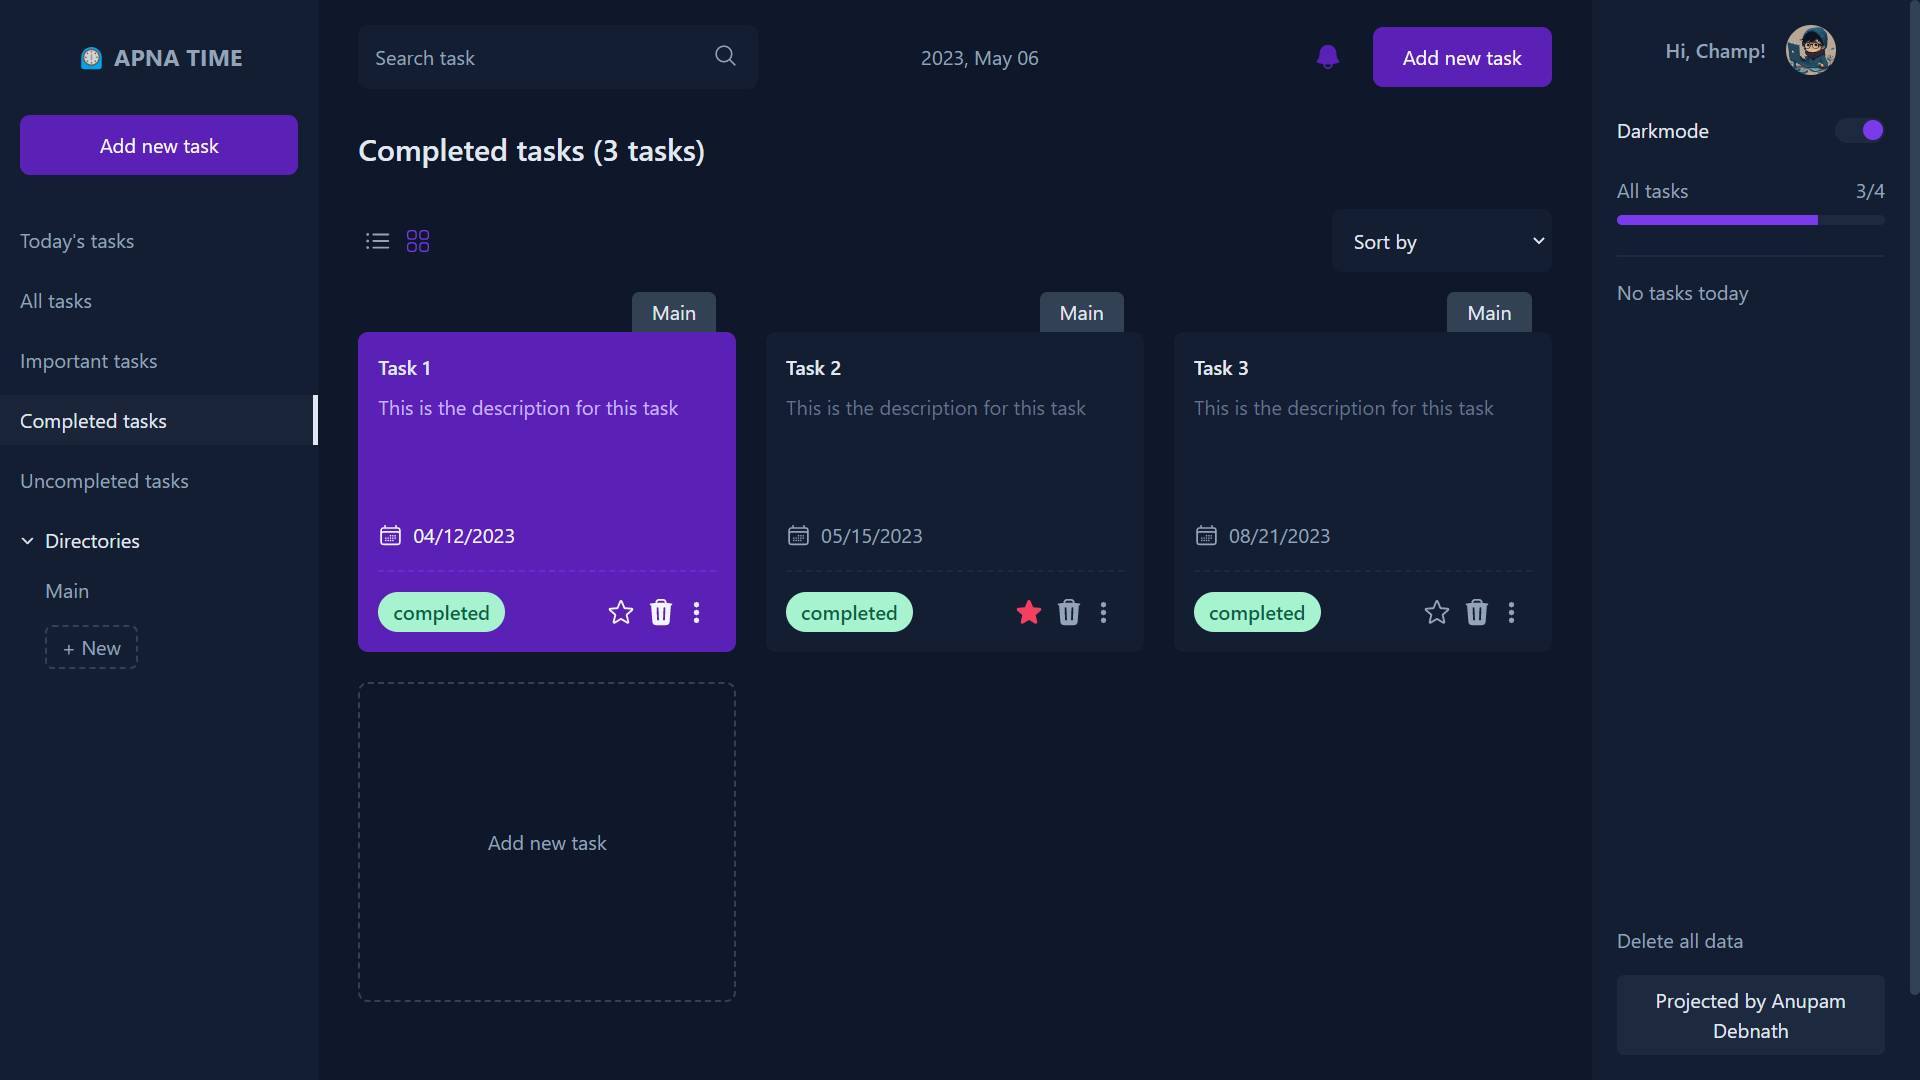 APNA TIME
Add new task
Today's tasks
All tasks
Important tasks
Completed tasks
Uncompleted tasks
Directories
Main
+ New
Search task
2023, May 06
Add new task
Completed tasks (3 tasks)
Sort by
Main
Task 1
This is the description for this task
04/12/2023
completed
Main
Task 2
This is the description for this task
05/15/2023
completed
Main
Task 3
This is the description for this task
08/21/2023
completed
Add new task
Hi, Champ!
Darkmode
All tasks 3/4
No tasks today
Delete all data
Projected by Anupam
Debnath